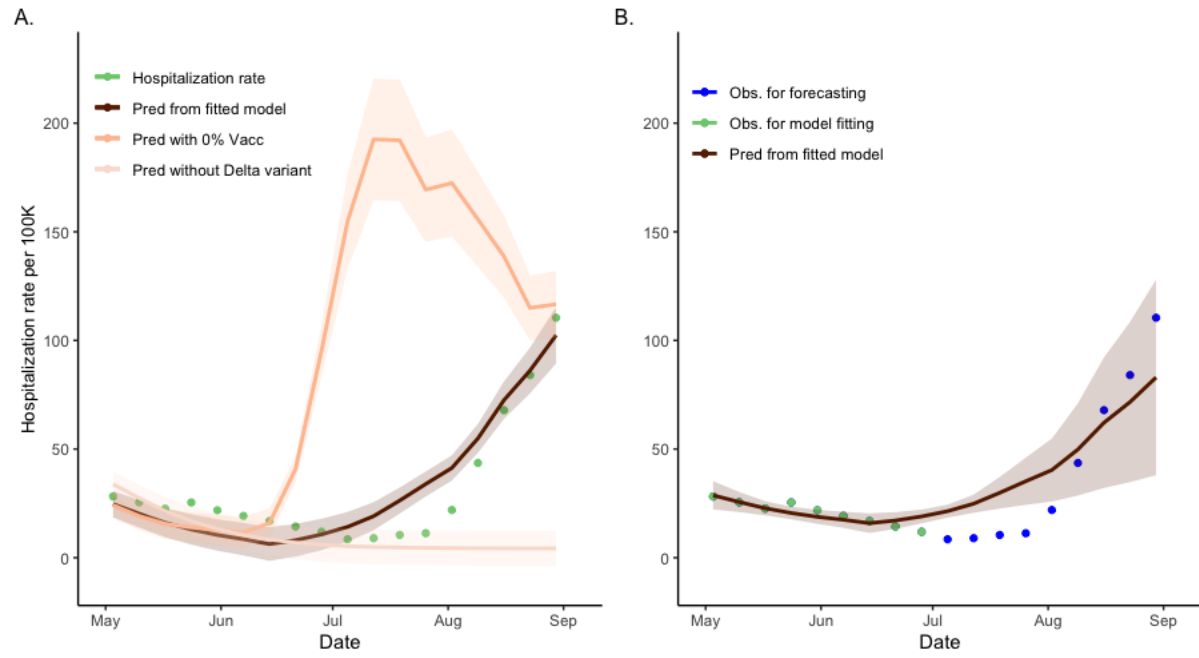 A.
Hospitalization rate
Pred from fitted model
Pred with 0% Vacc
Pred without Delta variant
Hospitalization rate per 100K
200
150
100
50
0
May Jun Jul Aug Sep
Date
B.
Obs. for forecasting
Obs. for model fitting
Pred from fitted model
200
150
100
50
0
May Jun Jul Aug Sep
Date